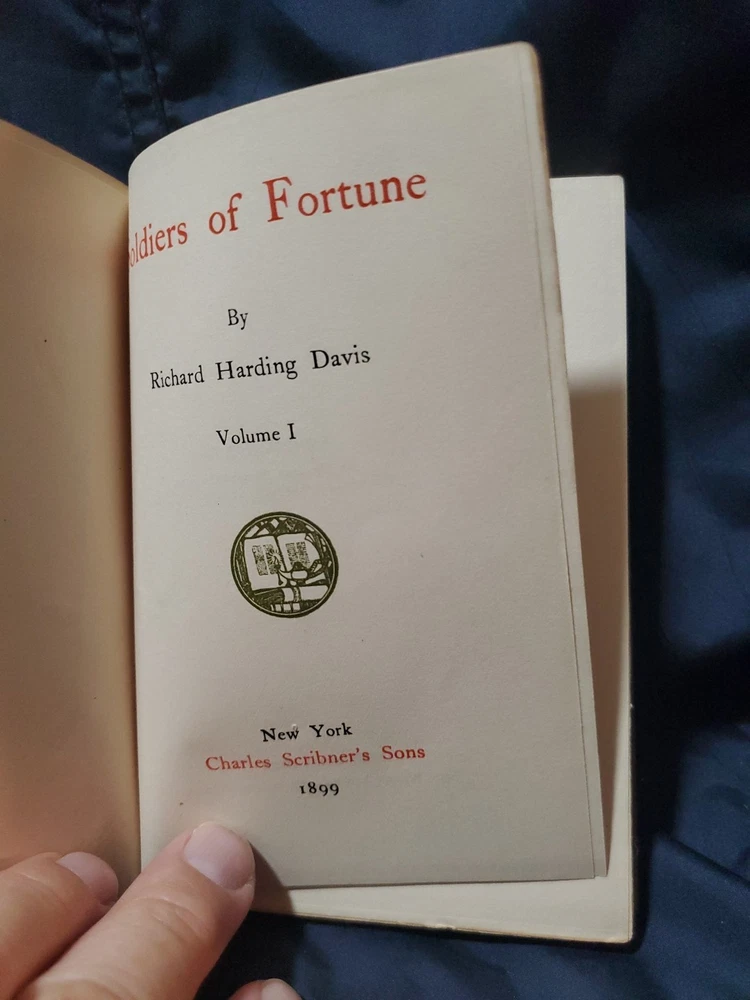 oldiers of Fortune
By
Richard Harding Davis
Volume I
New York
Charles Scribner's Sons
1899